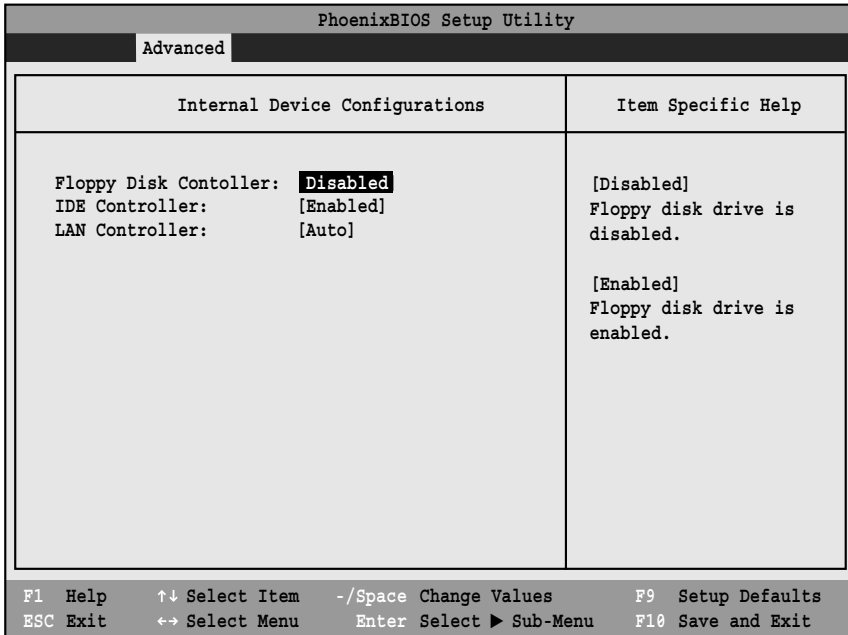 PhoenixBIOS Setup Utility
Advanced
Internal Device Configurations
Item Specific Help
Floppy Disk Contoller: Disabled
IDE Controller: [Enabled]
LAN Controller: [Auto]
[Disabled]
Floppy disk drive is
disabled.
[Enabled]
Floppy disk drive is
enabled.
F1 Help ↑↓ Select Item -/Space Change Values F9 Setup Defaults
ESC Exit ↔ Select Menu Enter Select ▶ Sub-Menu F10 Save and Exit